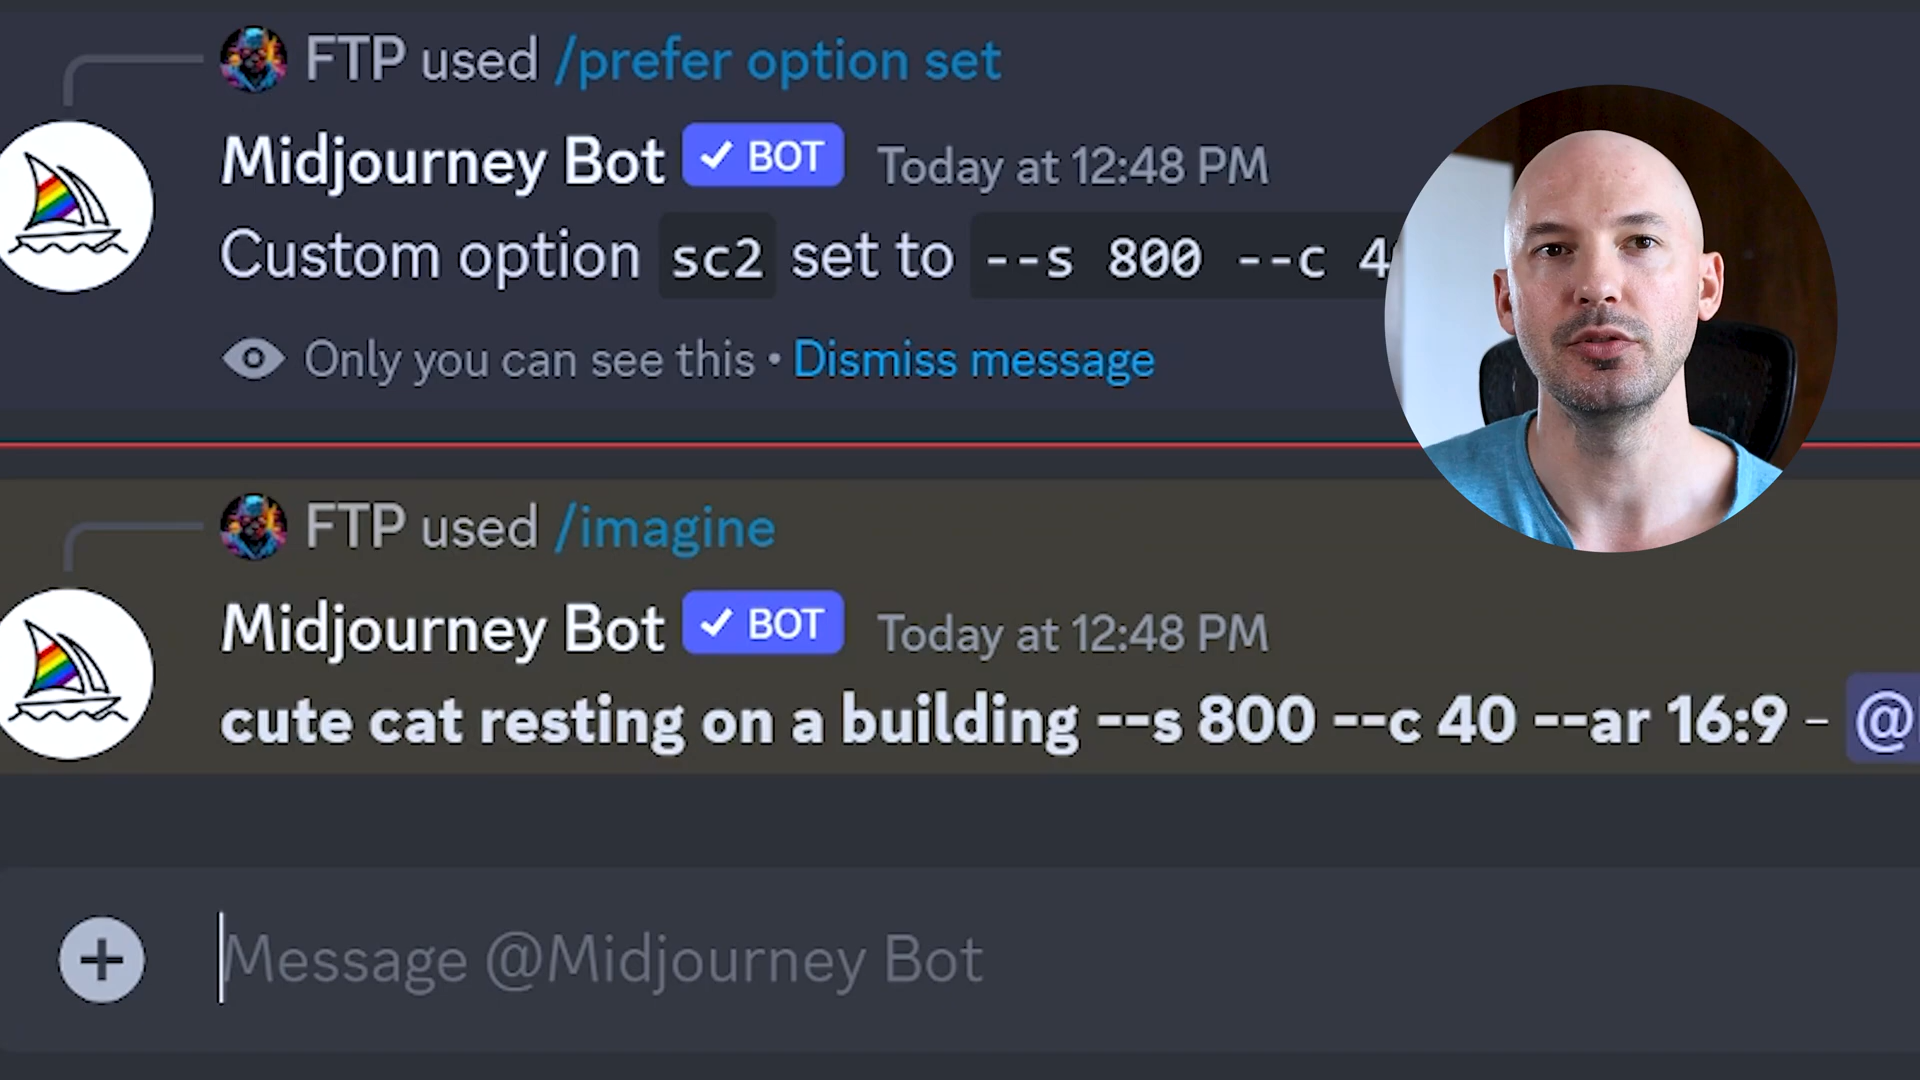 FTP used /prefer option set
Midjourney Bot ✓ BOT Today at 12:48 PM
Custom option sc2 set to --s 800 --c 4
Only you can see this • Dismiss message
FTP used /imagine
Midjourney Bot ✓ BOT Today at 12:48 PM
cute cat resting on a building --s 800 --c 40 --ar 16:9 - @
Message @Midjourney Bot